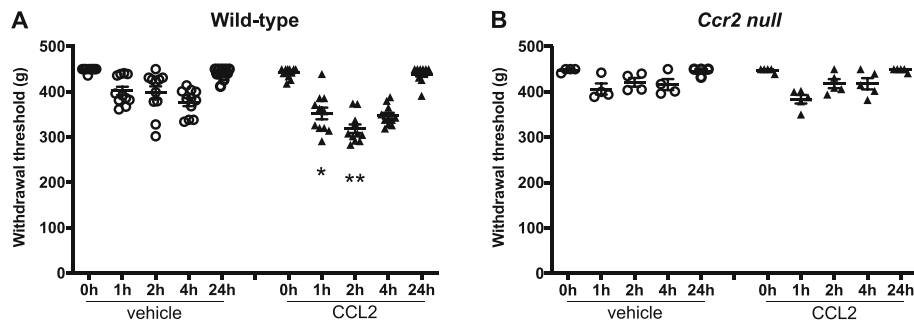 A
Wild-type
Withdrawal threshold (g)
500
400
300
200
100
0
*
**
0h 1h 2h 4h 24h 0h 1h 2h 4h 24h
vehicle CCL2
B
Ccr2 null
Withdrawal threshold (g)
500
400
300
200
100
0
0h 1h 2h 4h 24h 0h 1h 2h 4h 24h
vehicle CCL2